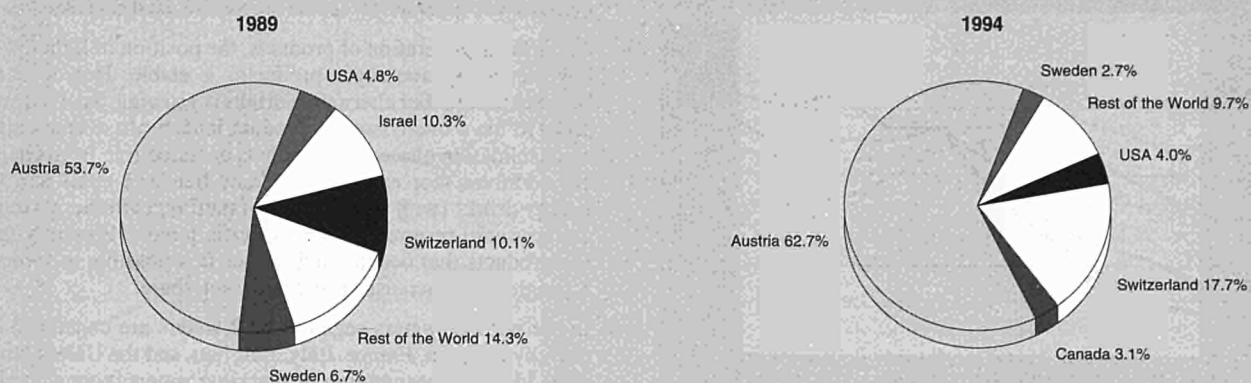 1989
USA 4.8%
Israel 10.3%
Austria 53.7%
Switzerland 10.1%
Rest of the World 14.3%
Sweden 6.7%
1994
Sweden 2.7%
Rest of the World 9.7%
USA 4.0%
Austria 62.7%
Switzerland 17.7%
Canada 3.1%